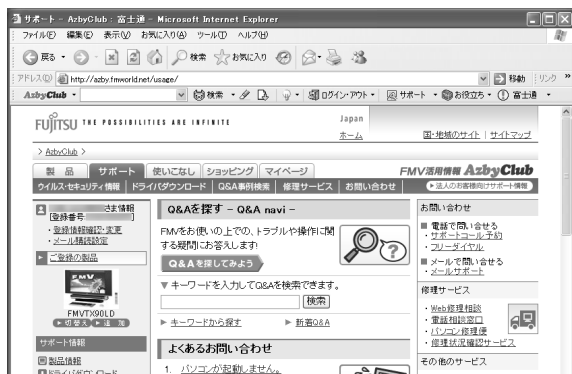 サポート - AzbyClub : 富士通 - Microsoft Internet Explorer
ファイル(F) 編集(E) 表示(V) お気に入り(A) ツール(T) ヘルプ(H)
戻る 検索 お気に入り
アドレス(D) http://azby.fmworld.net/usage/ 移動 リンク »
AzbyClub 検索 ログイン・アウト サポート お役立ち 富士通
FUJITSU THE POSSIBILITIES ARE INFINITE
Japan
ホーム 国・地域のサイト | サイトマップ
> AzbyClub >
製 品 サポート 使いこなし ショッピング マイページ
FMV活用情報 AzbyClub
ウイルス・セキュリティ情報 ドライバダウンロード Q&A事例検索 修理サービス お問い合わせ
法人のお客様向けサポート情報
さま情報
[登録番号 ]
・登録情報確認・変更
・メール購読設定
ご登録の製品
FMV
FMVTX90LD
切替え 追 加
サポート情報
製品情報
ドライバダウンロード
Q&Aを探す - Q&A navi -
FMVをお使いの上での、トラブルや操作に関する疑問にお答えします!
Q&Aを探してみよう
▼ キーワードを入力してQ&Aを検索できます。
検索
キーワードから探す 新着Q&A
よくあるお問い合わせ
1. パソコンが起動しません。
お問い合わせ
■ 電話で問い合せる
・サポートコール予約
・フリーダイヤル
■ メールで問い合せる
・メールサポート
修理サービス
・Web修理相談
・電話相談窓口
・パソコン修理便
・修理状況確認サービス
その他のサービス